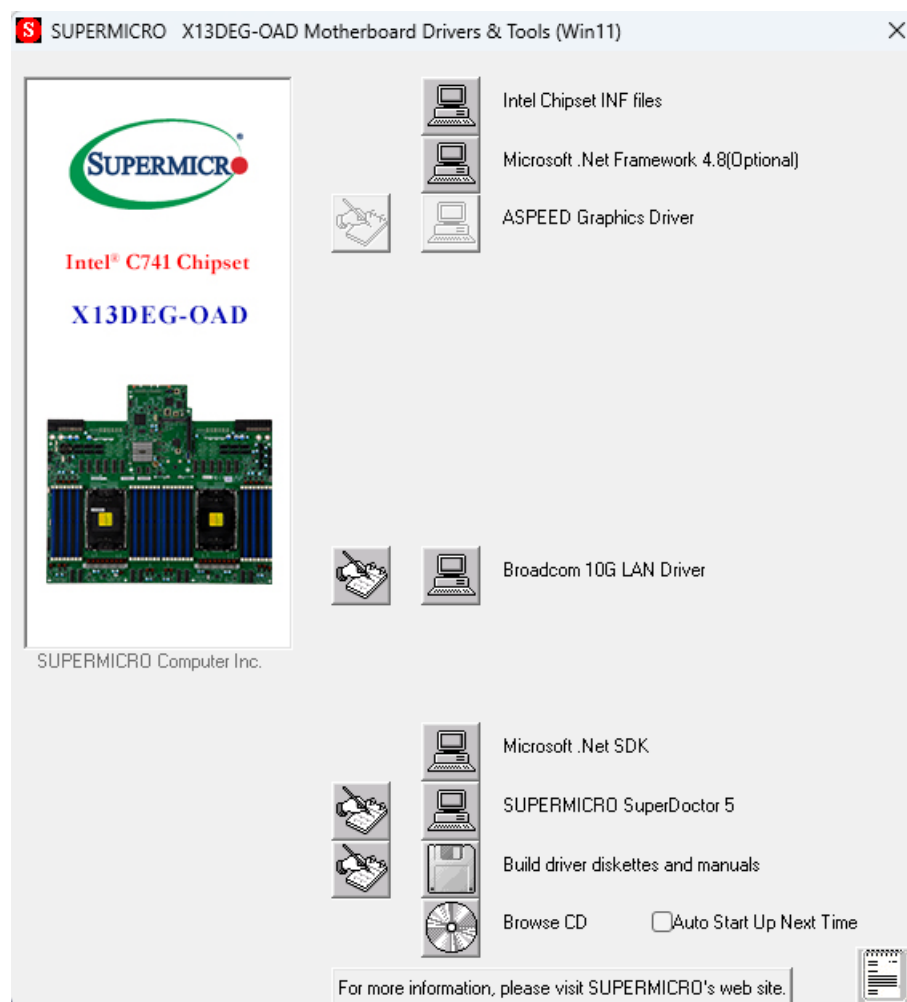 S SUPERMICRO X13DEG-OAD Motherboard Drivers & Tools (Win11)
SUPERMICR
Intel® C741 Chipset
X13DEG-OAD
SUPERMICRO Computer Inc.
Intel Chipset INF files
Microsoft .Net Framework 4.8(Optional)
ASPEED Graphics Driver
Broadcom 10G LAN Driver
Microsoft .Net SDK
SUPERMICRO SuperDoctor 5
Build driver diskettes and manuals
Browse CD Auto Start Up Next Time
For more information, please visit SUPERMICRO's web site.